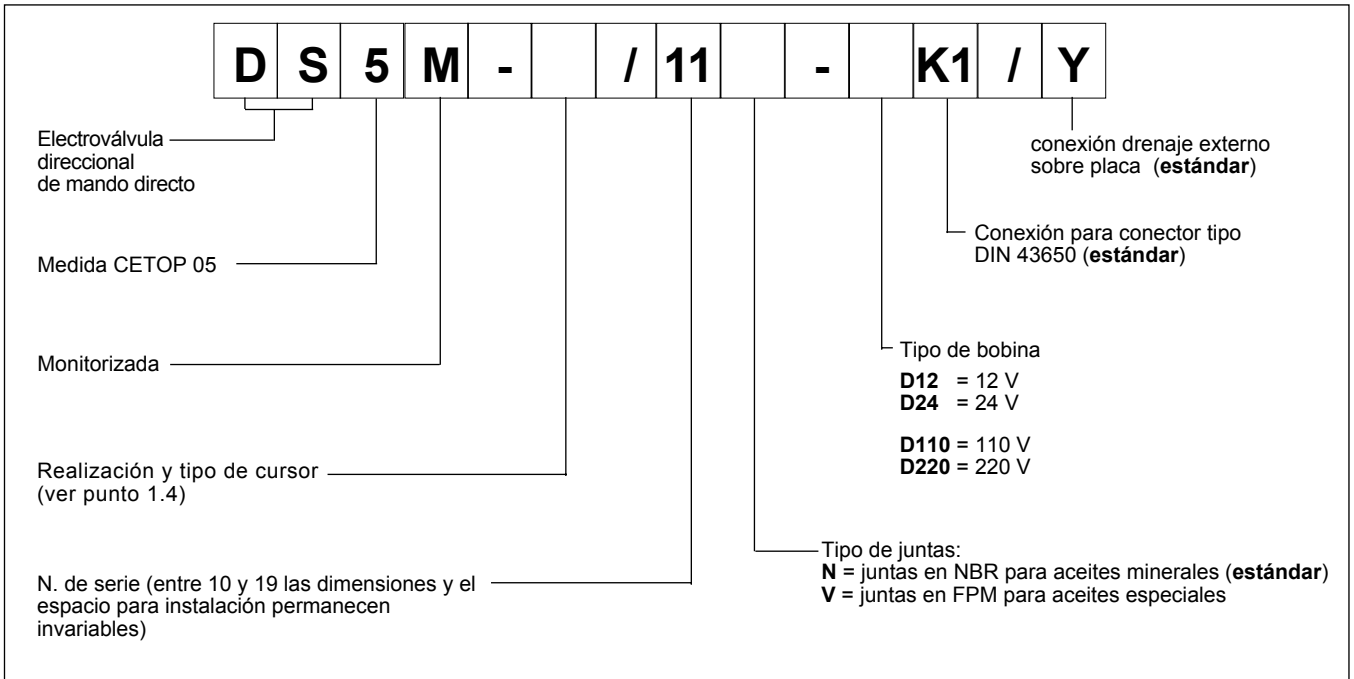 D S 5 M - / 11 - K1 / Y
Electroválvula
direccional
de mando directo
Medida CETOP 05
Monitorizada
Realización y tipo de cursor
(ver punto 1.4)
N. de serie (entre 10 y 19 las dimensiones y el
espacio para instalación permanecen
invariables)
conexión drenaje externo
sobre placa (estándar)
Conexión para conector tipo
DIN 43650 (estándar)
Tipo de bobina
D12 = 12 V
D24 = 24 V
D110 = 110 V
D220 = 220 V
Tipo de juntas:
N = juntas en NBR para aceites minerales (estándar)
V = juntas en FPM para aceites especiales